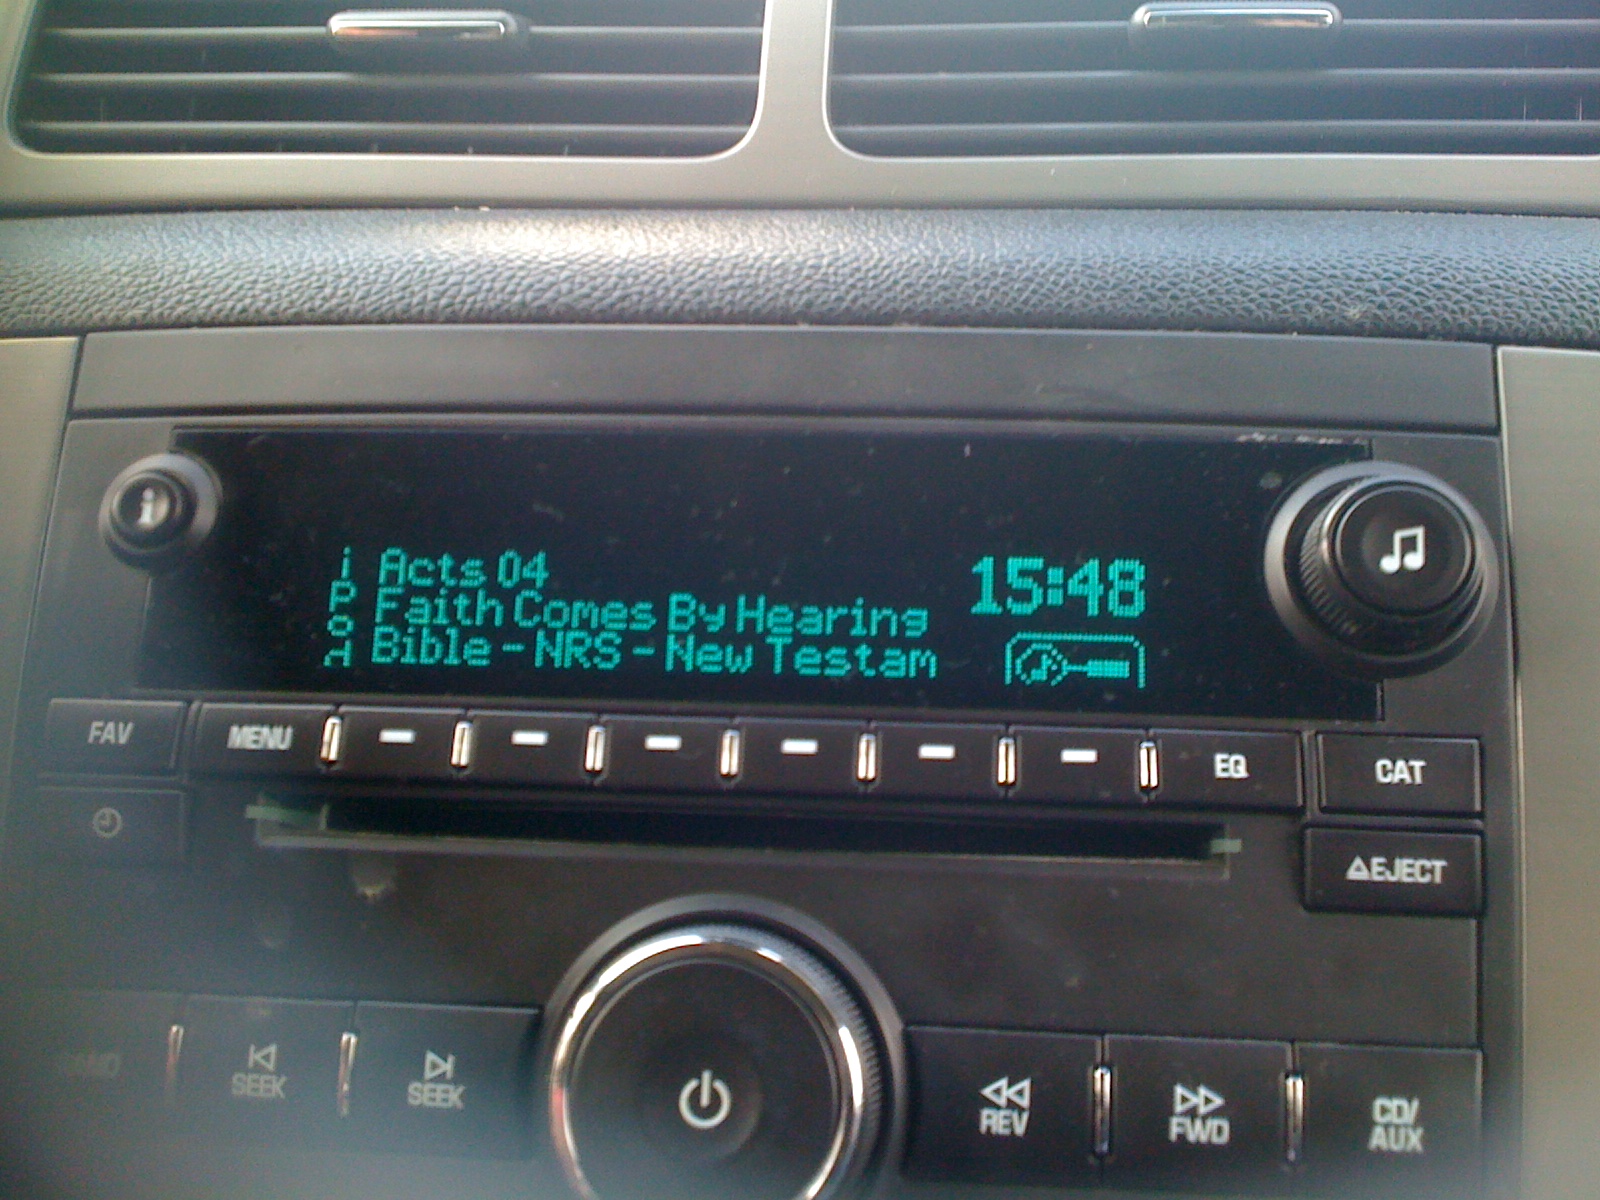 i
iPod
Acts 04
Faith Comes By Hearing
Bible - NRS - New Testam
15:48
FAV
MENU
EQ
CAT
EJECT
SEEK
SEEK
REV
FWD
CD/
AUX